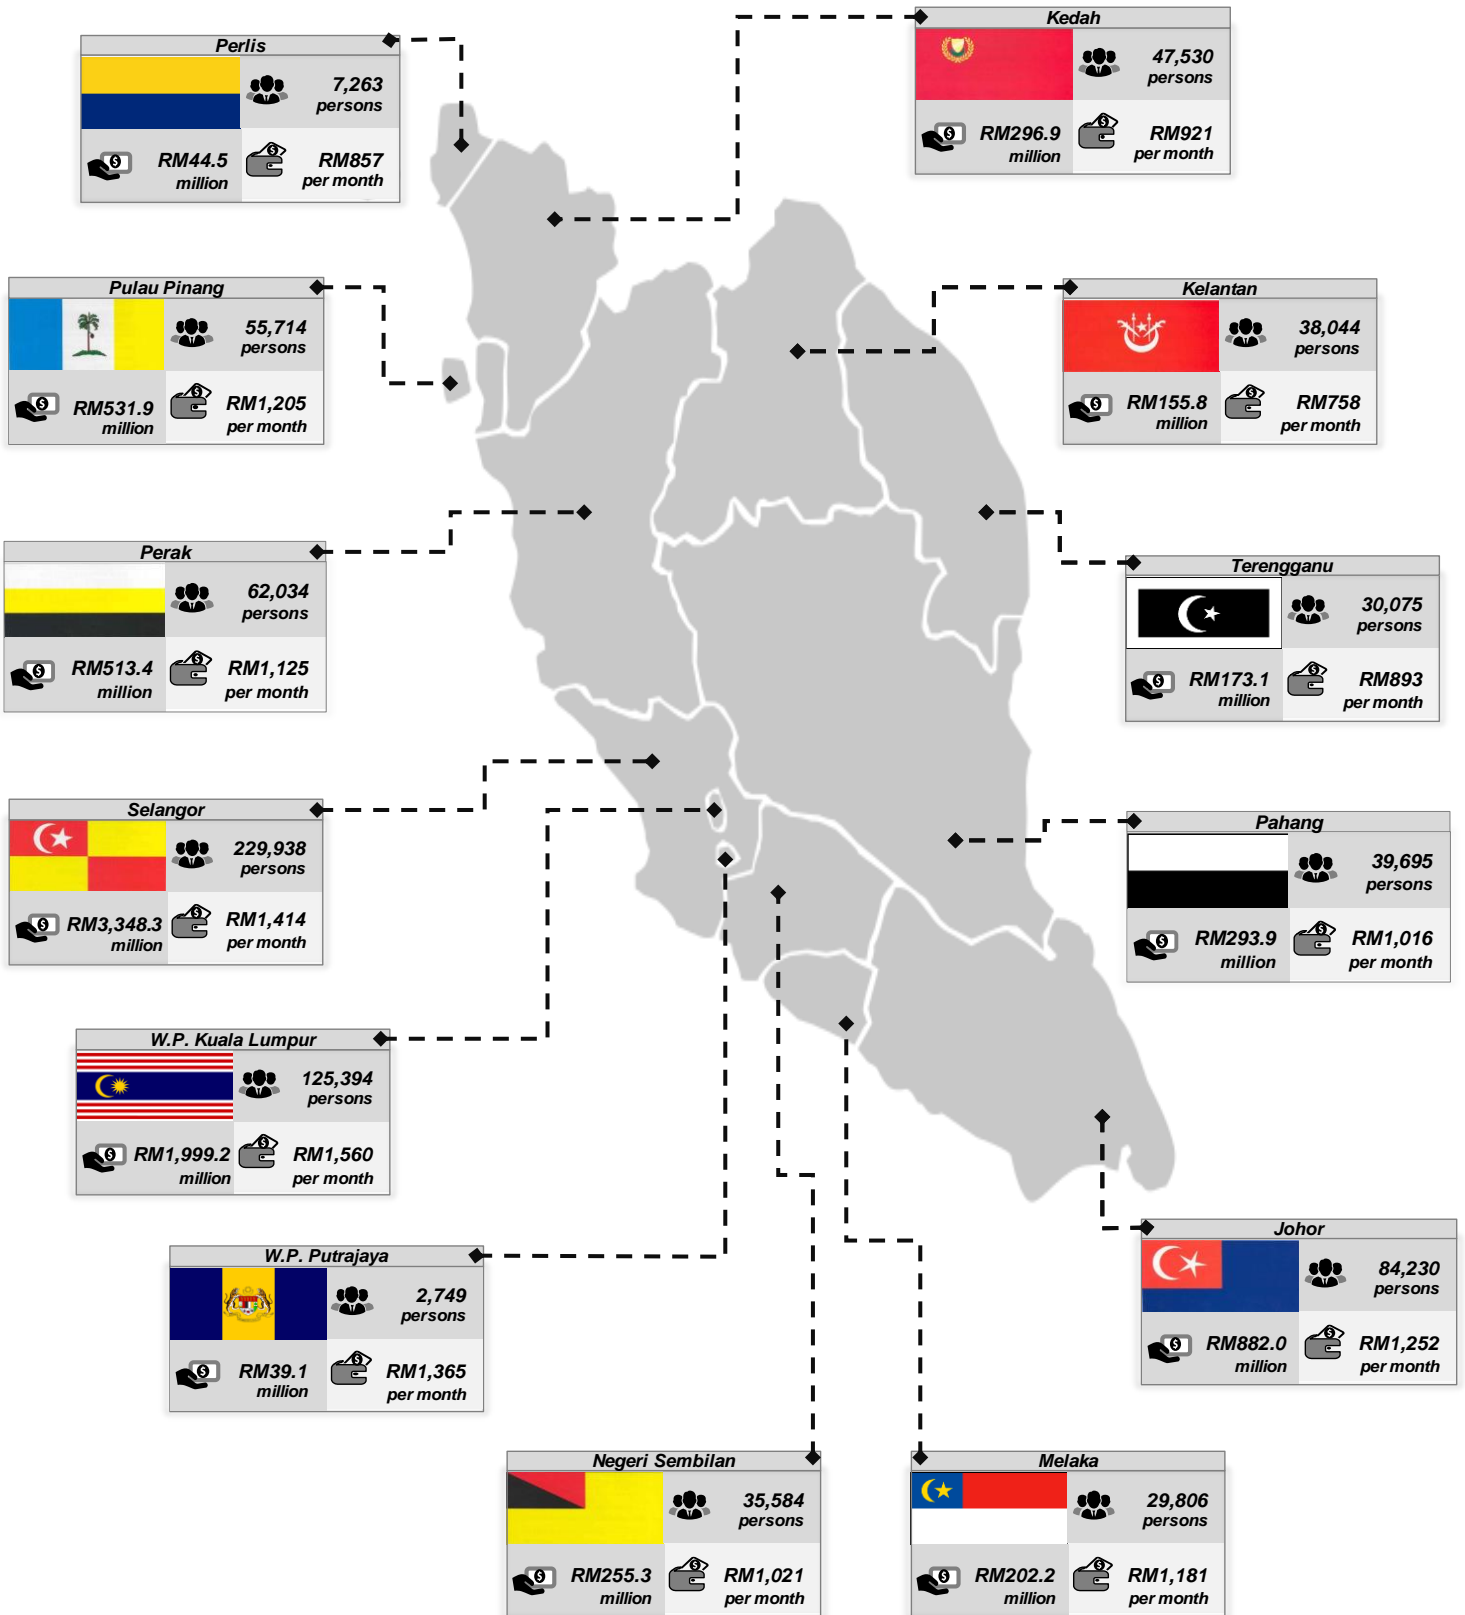 Kedah
47,530
persons
RM296.9
million
RM921
per month
Perlis
7,263
persons
RM44.5
million
RM857
per month
Pulau Pinang
55,714
persons
RM531.9
million
RM1,205
per month
Kelantan
38,044
persons
RM155.8
million
RM758
per month
Perak
62,034
persons
RM513.4
million
RM1,125
per month
Terengganu
30,075
persons
RM173.1
million
RM893
per month
Selangor
229,938
persons
RM3,348.3
million
RM1,414
per month
Pahang
39,695
persons
RM293.9
million
RM1,016
per month
W.P. Kuala Lumpur
125,394
persons
RM1,999.2
million
RM1,560
per month
W.P. Putrajaya
2,749
persons
RM39.1
million
RM1,365
per month
Johor
84,230
persons
RM882.0
million
RM1,252
per month
Negeri Sembilan
35,584
persons
RM255.3
million
RM1,021
per month
Melaka
29,806
persons
RM202.2
million
RM1,181
per month